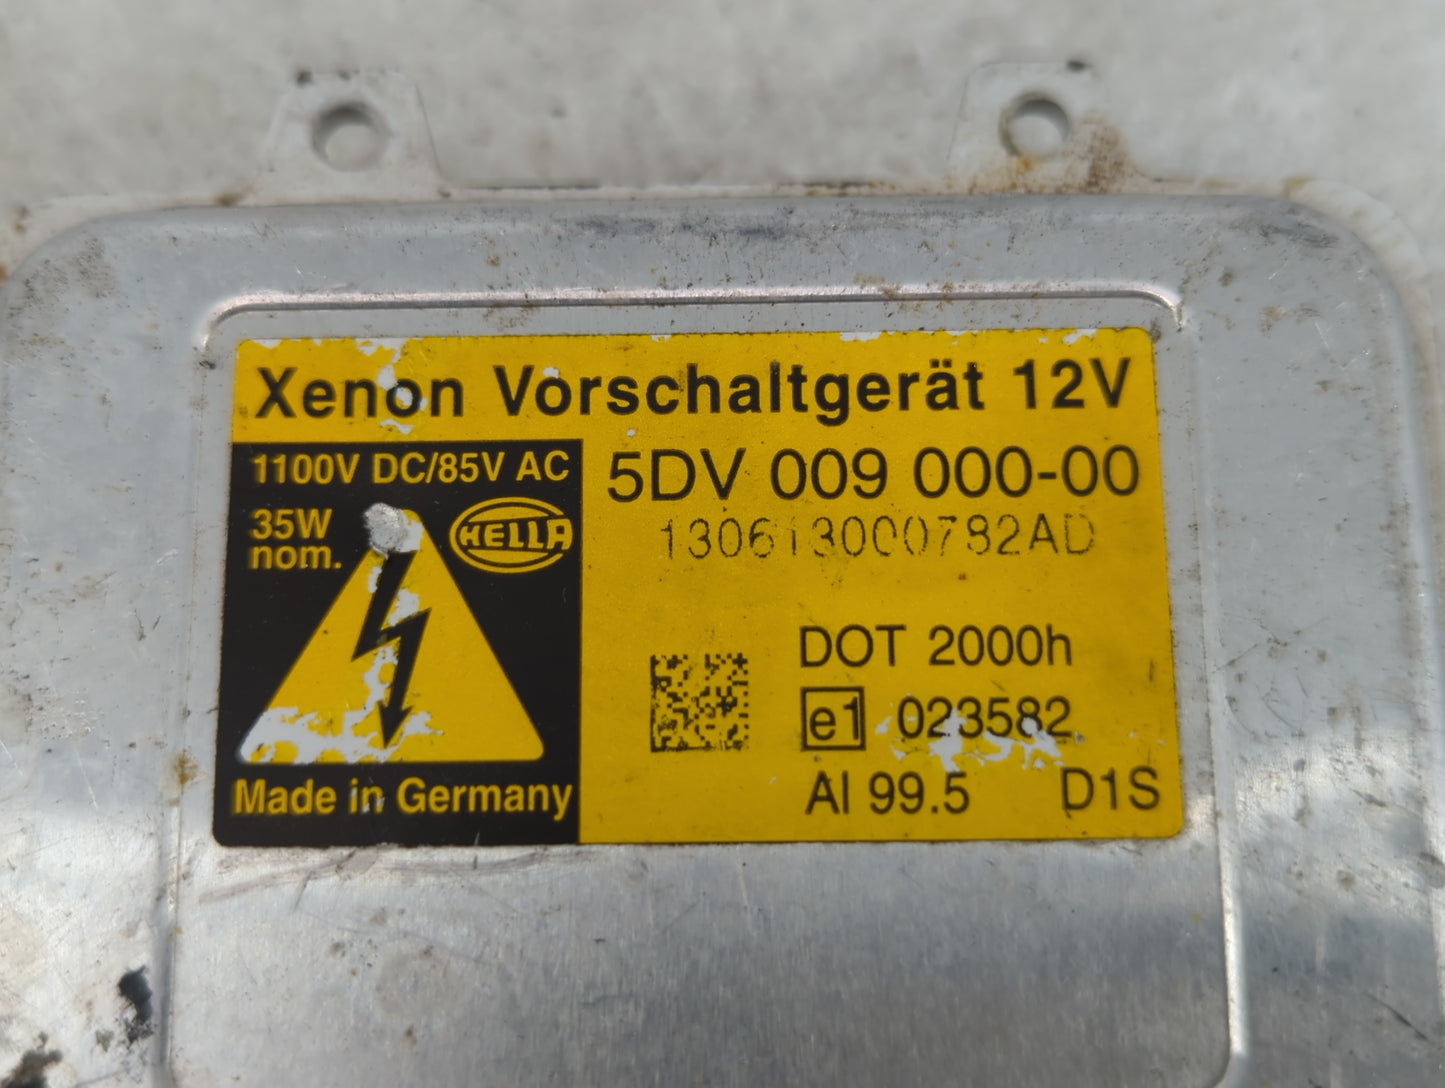 Xenon Vorschaltgerät 12V
1100V DC/85V AC
35W
nom.
HELLA
Made in Germany
5DV 009 000-00
130613000782AD
DOT 2000h
e1 023582
Al 99.5 D1S